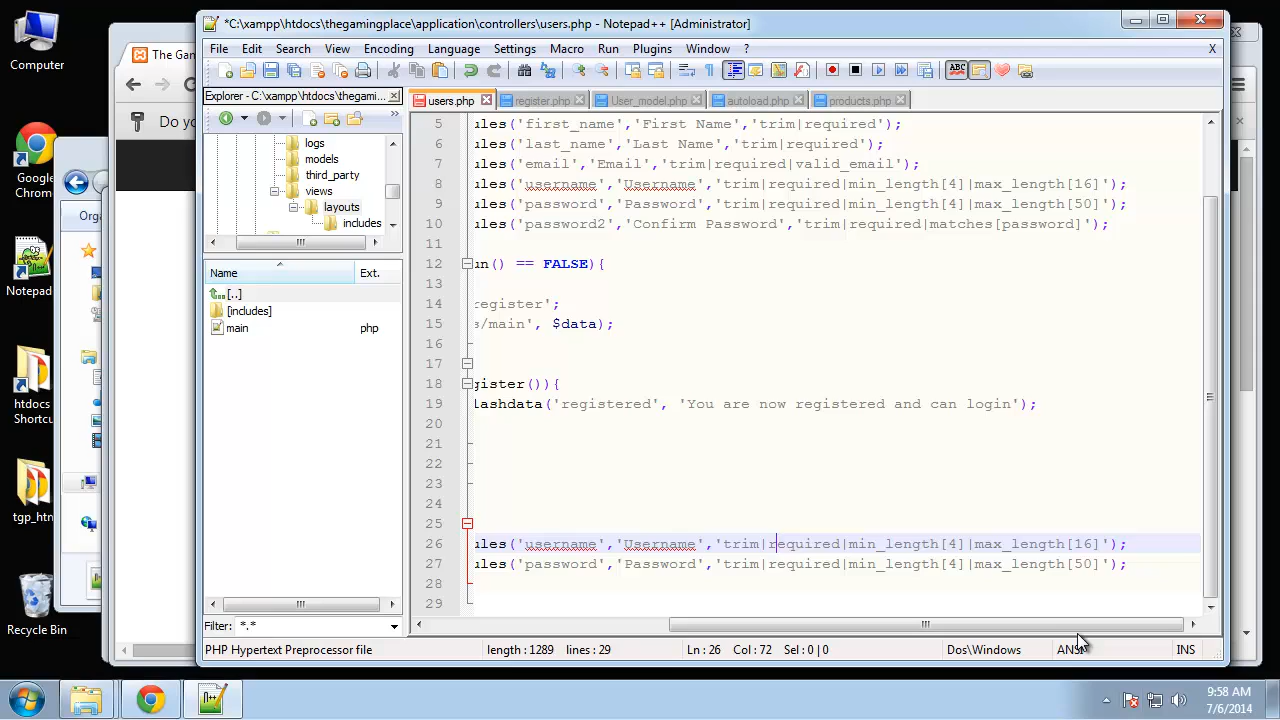 Computer
Google
Chrome
Notepad
htdocs
Shortcu
tgp_htn
Recycle Bin
The Gan
Do yo
Orga
*C:\xampp\htdocs\thegamingplace\application\controllers\users.php - Notepad++ [Administrator]
File Edit Search View Encoding Language Settings Macro Run Plugins Window ? X
Explorer - C:\xampp\htdocs\thegami...
users.php register.php User_model.php autoload.php products.php
logs
models
third_party
views
layouts
includes
Name Ext.
[..]
[includes]
main php
Filter: *.*
5 ules('first_name','First Name','trim|required');
6 ules('last_name','Last Name','trim|required');
7 ules('email','Email','trim|required|valid_email');
8 ules('username','Username','trim|required|min_length[4]|max_length[16]');
9 ules('password','Password','trim|required|min_length[4]|max_length[50]');
10 ules('password2','Confirm Password','trim|required|matches[password]');
11
12 un() == FALSE){
13
14 register';
15 s/main', $data);
16
17
18 gister()){
19 lashdata('registered', 'You are now registered and can login');
20
21
22
23
24
25
26 ules('username','Username','trim|required|min_length[4]|max_length[16]');
27 ules('password','Password','trim|required|min_length[4]|max_length[50]');
28
29
PHP Hypertext Preprocessor file length : 1289 lines : 29 Ln : 26 Col : 72 Sel : 0 | 0 Dos\Windows ANSI INS
9:58 AM
7/6/2014